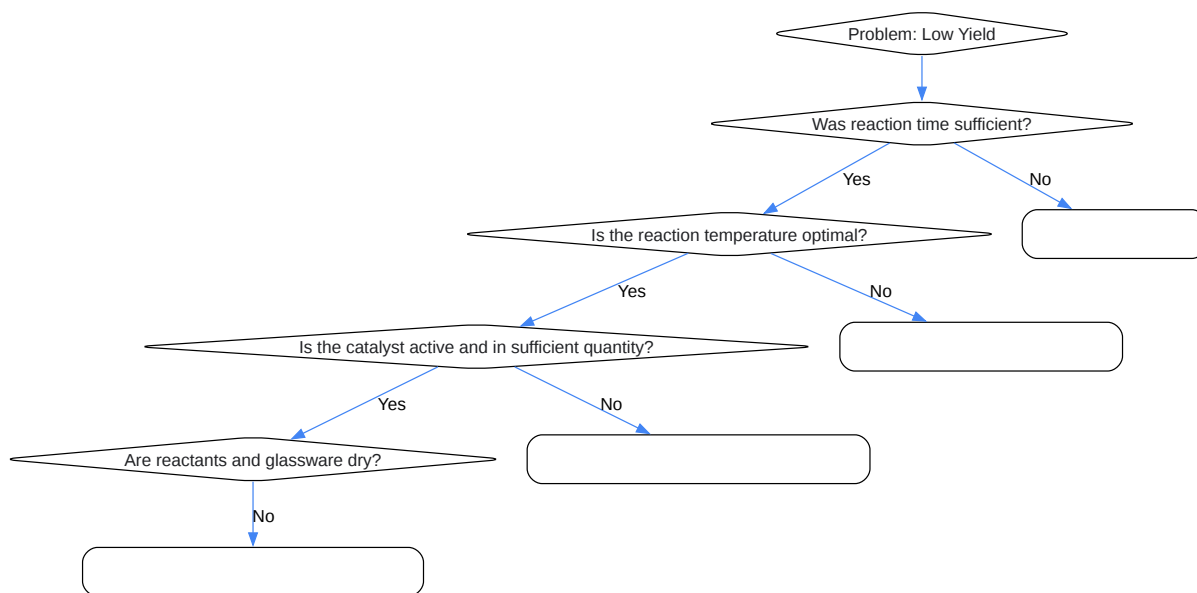 Problem: Low Yield
Was reaction time sufficient?
Yes
No
Is the reaction temperature optimal?
Yes
No
Is the catalyst active and in sufficient quantity?
Yes
No
Are reactants and glassware dry?
No